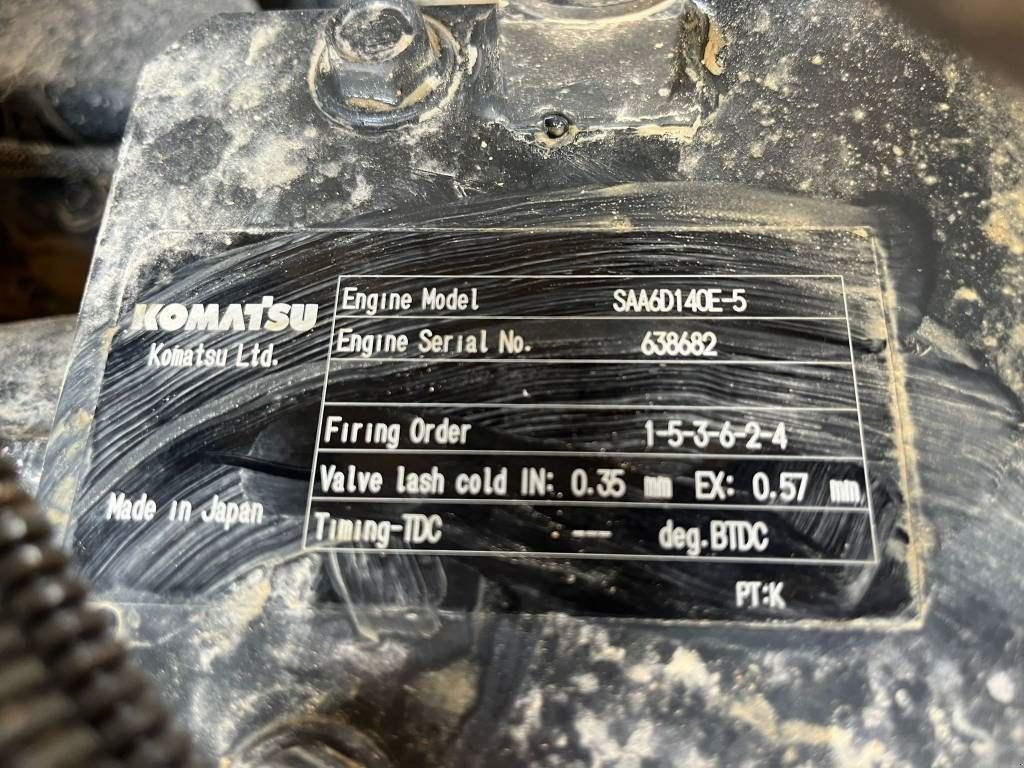 KOMATSU
Komatsu Ltd.
Made in Japan
Engine Model SAA6D140E-5
Engine Serial No. 638682
Firing Order 1-5-3-6-2-4
Valve lash cold IN: 0.35 mm EX: 0.57 mm
Timing-TDC --- deg.BTDC
PT:K